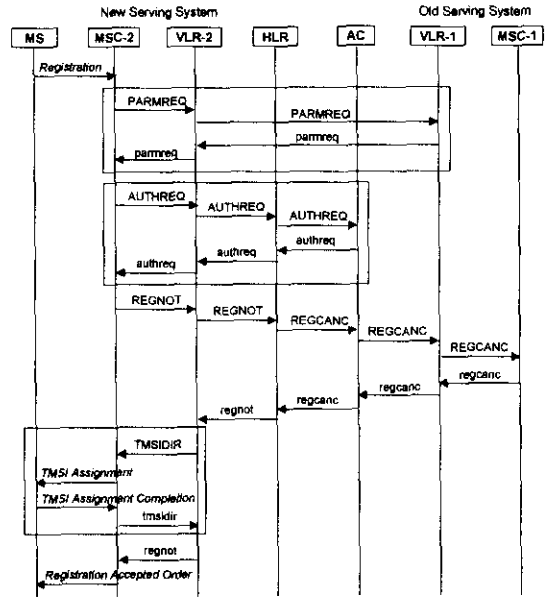 New Serving System
Old Serving System
MS
MSC-2
VLR-2
HLR
AC
VLR-1
MSC-1
Registration
PARMREQ
PARMREQ
parmreq
parmreq
AUTHREQ
AUTHREQ
AUTHREQ
authreq
authreq
authreq
REGNOT
REGNOT
REGCANC
REGCANC
REGCANC
regcanc
regcanc
regcanc
regnot
TMSIDIR
TMSI Assignment
TMSI Assignment Completion
tmsidir
regnot
Registration Accepted Order